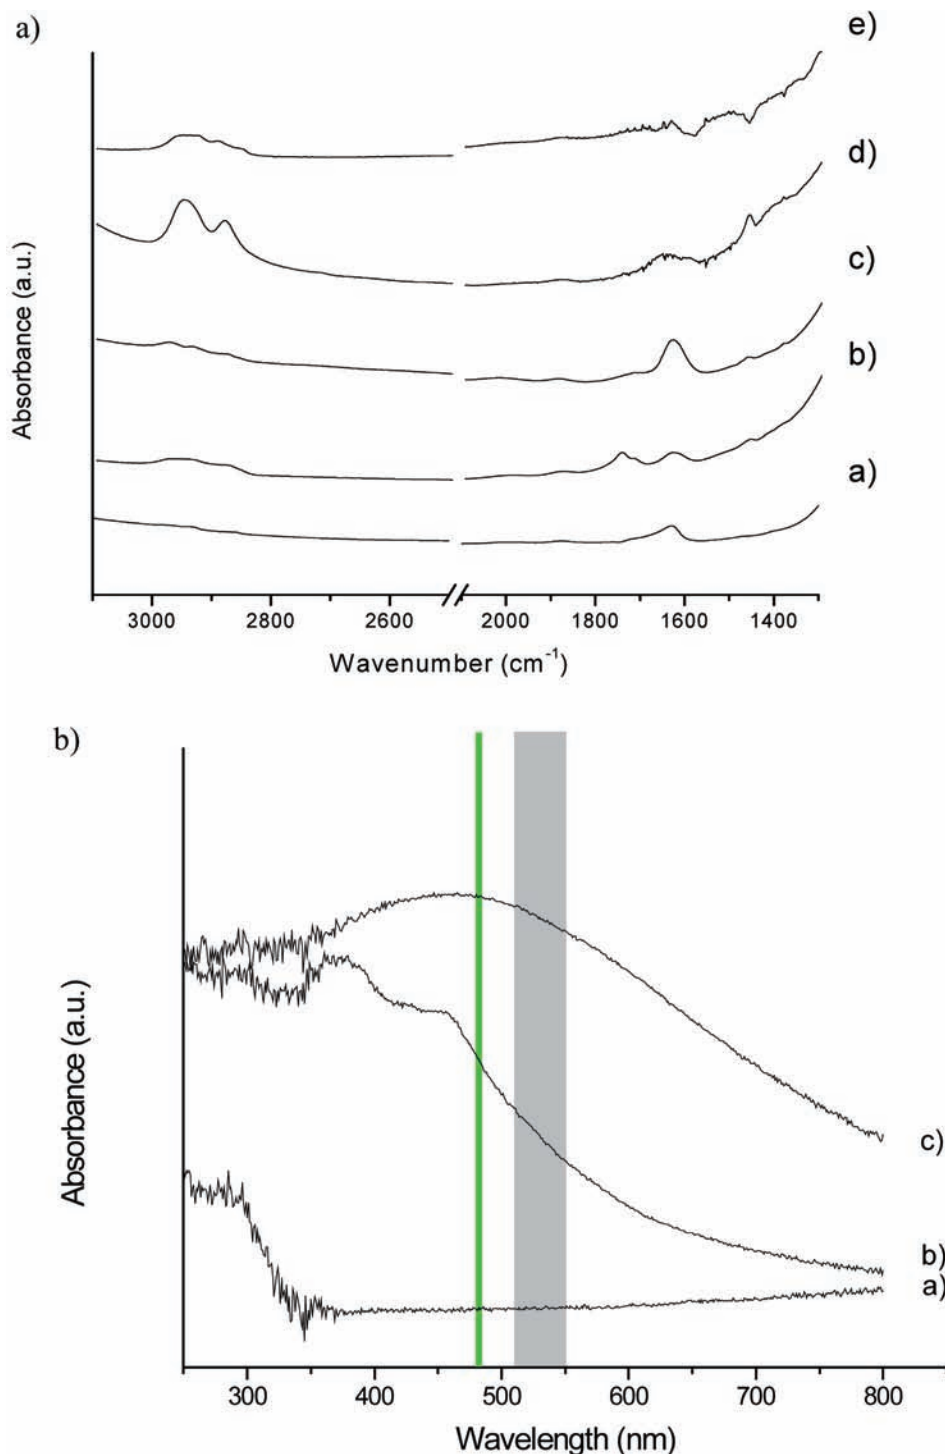 a)
e)
d)
c)
b)
a)
Absorbance (a.u.)
3000 2800 2600 2000 1800 1600 1400
Wavenumber (cm⁻¹)
b)
Absorbance (a.u.)
c)
b)
a)
300 400 500 600 700 800
Wavelength (nm)